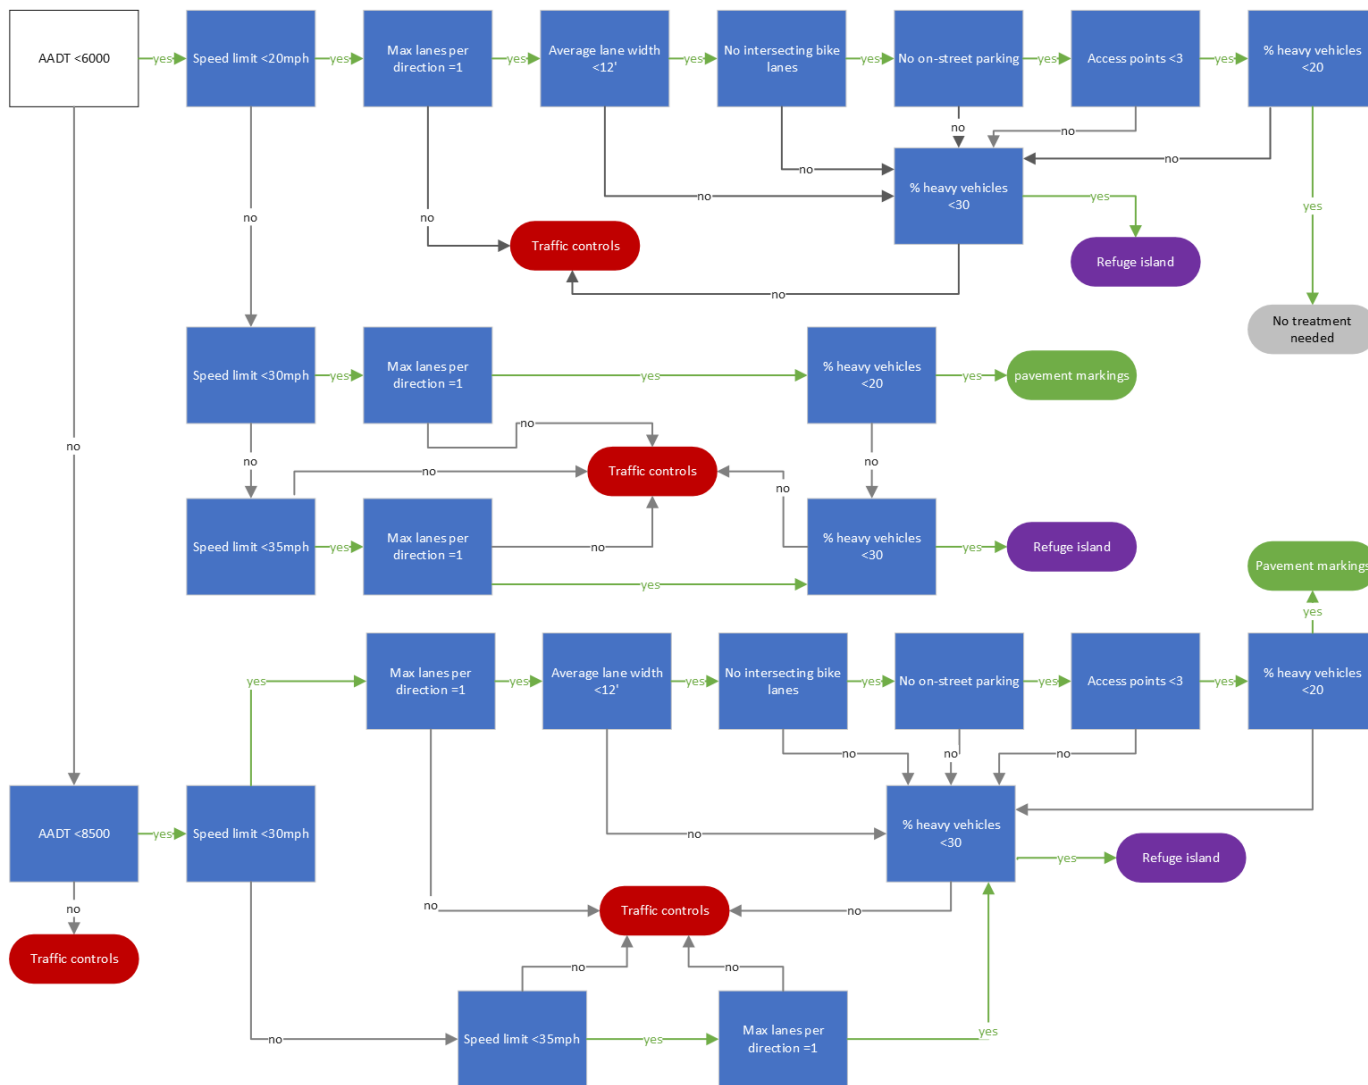 AADT <6000
yes
Speed limit <20mph
yes
Max lanes per
direction =1
yes
Average lane width
<12'
yes
No intersecting bike
lanes
yes
No on-street parking
yes
Access points <3
yes
% heavy vehicles
<20
no
no
no
no
no
% heavy vehicles
<30
yes
yes
no
no
Traffic controls
Refuge island
no
No treatment
needed
Speed limit <30mph
yes
Max lanes per
direction =1
yes
% heavy vehicles
<20
yes
pavement markings
no
no
no
no
no
Traffic controls
no
Speed limit <35mph
yes
Max lanes per
direction =1
no
yes
% heavy vehicles
<30
yes
Refuge island
Pavement markings
yes
yes
Max lanes per
direction =1
yes
Average lane width
<12'
yes
No intersecting bike
lanes
yes
No on-street parking
yes
Access points <3
yes
% heavy vehicles
<20
no
no
no
AADT <8500
yes
Speed limit <30mph
no
% heavy vehicles
<30
yes
Refuge island
no
no
Traffic controls
no
Traffic controls
no
no
no
Speed limit <35mph
yes
Max lanes per
direction =1
yes